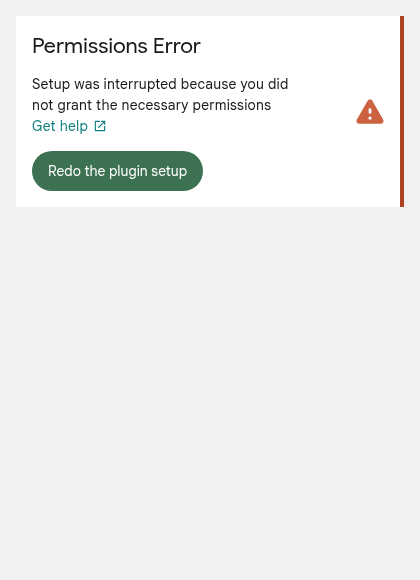 Permissions Error
Setup was interrupted because you did
not grant the necessary permissions
Get help
Redo the plugin setup